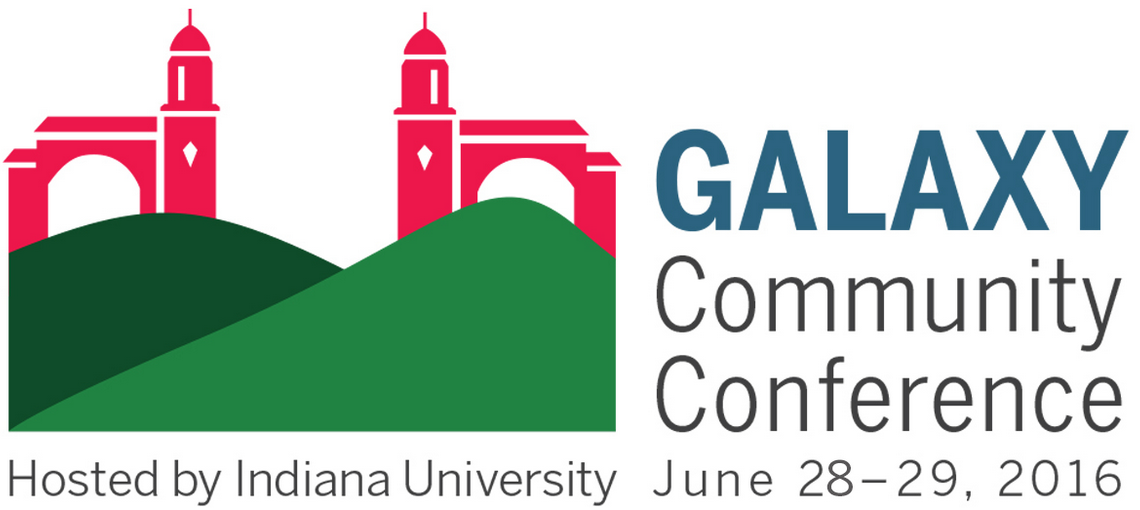 GALAXY
Community
Conference
Hosted by Indiana University
June 28–29, 2016